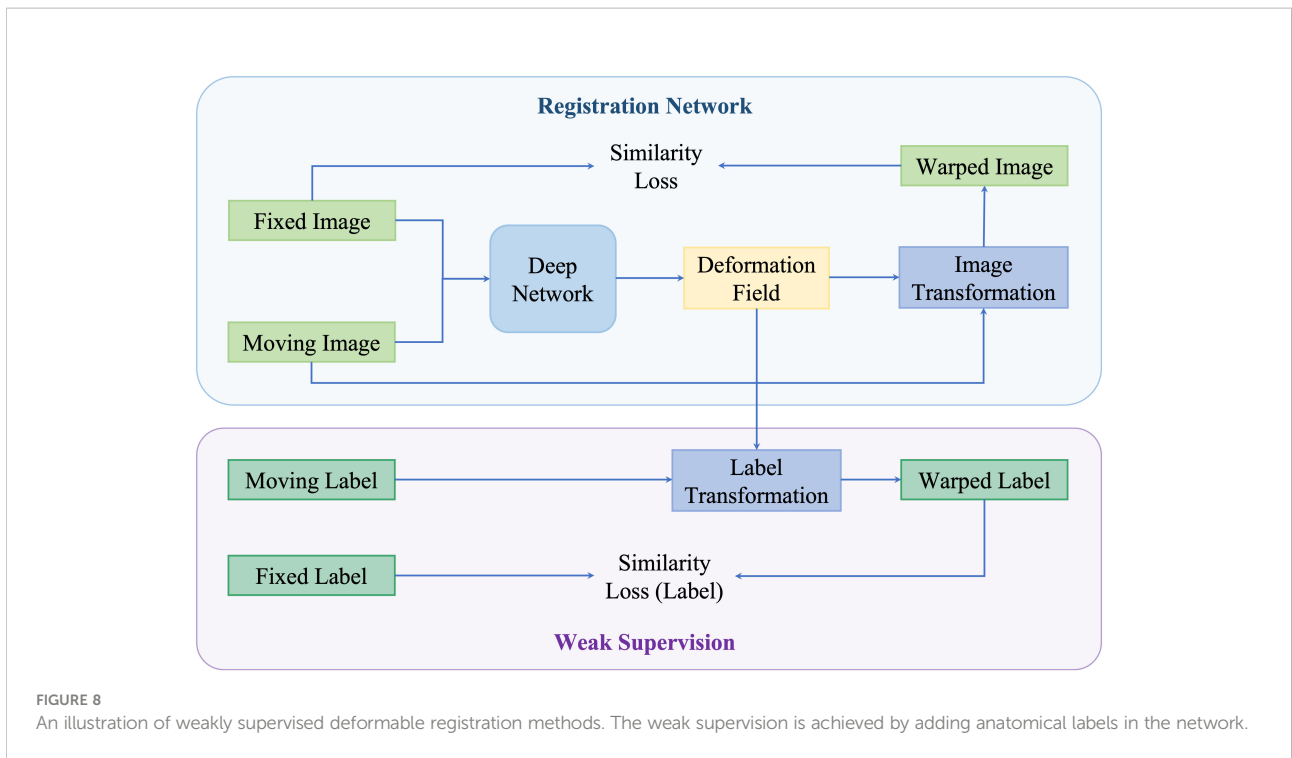 Registration Network
Similarity
Loss
Warped Image
Fixed Image
Deep
Network
Deformation
Field
Image
Transformation
Moving Image
Moving Label
Label
Transformation
Warped Label
Fixed Label
Similarity
Loss (Label)
Weak Supervision
FIGURE 8
An illustration of weakly supervised deformable registration methods. The weak supervision is achieved by adding anatomical labels in the network.